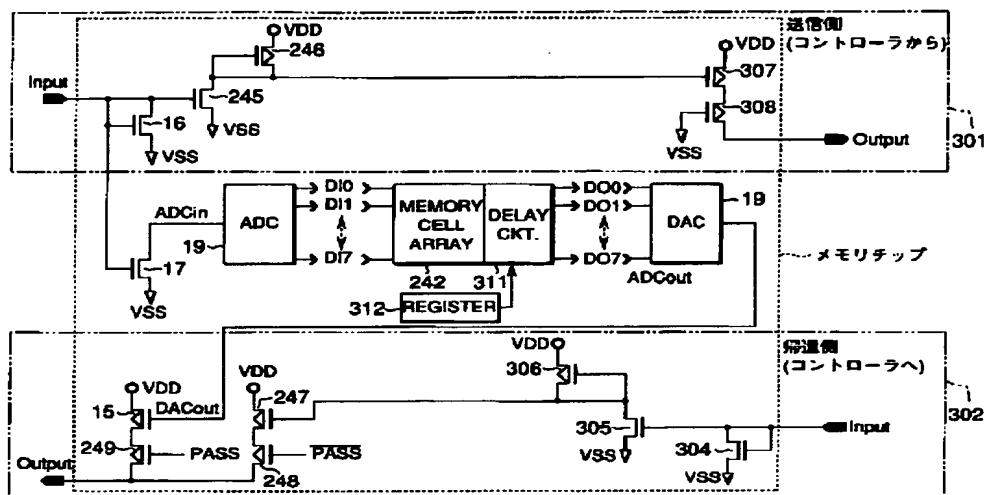 送信側
(コントローラから)
VDD
246
VDD
307
Input
245
16
VSS
VSS
308
VSS
Output
301
ADCin
ADC
19
DI0
DI1
DI7
MEMORY
CELL
ARRAY
DELAY
CKT.
242
311
DO0
DO1
DO7
DAC
19
ADCout
17
VSS
312
REGISTER
メモリチップ
帰還側
(コントローラへ)
302
VDD
306
VDD
15
DACout
VDD
247
305
VSS
304
VSS
Input
249
PASS
248
PASS
Output